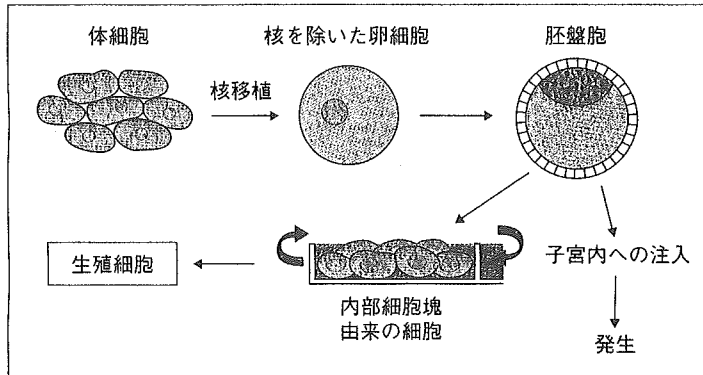 体細胞
核を除いた卵細胞
胚盤胞
核移植
子宮内への注入
生殖細胞
内部細胞塊
由来の細胞
発生